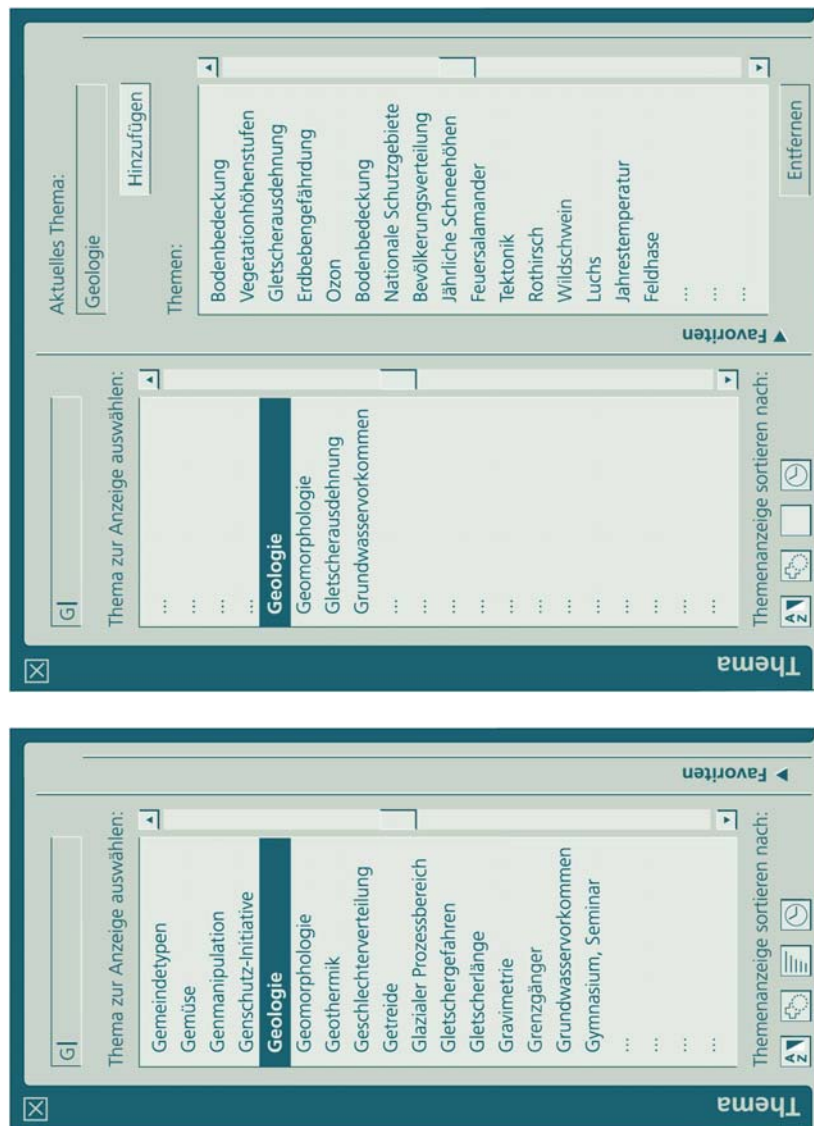 Thema
G
Thema zur Anzeige auswählen:
Gemeindetypen
Gemüse
Genmanipulation
Genschutz-Initiative
Geologie
Geomorphologie
Geothermik
Geschlechterverteilung
Getreide
Glazialer Prozessbereich
Gletschergefahren
Gletscherlänge
Gravimetrie
Grenzgänger
Grundwasservorkommen
Gymnasium, Seminar
...
...
...
...
Themenanzeige sortieren nach:
A
Z
Favoriten
Thema
G
Thema zur Anzeige auswählen:
...
...
...
...
Geologie
Geomorphologie
Gletscherausdehnung
Grundwasservorkommen
...
...
...
...
...
...
...
...
...
...
...
...
Themenanzeige sortieren nach:
A
Z
Favoriten
Aktuelles Thema:
Geologie
Hinzufügen
Themen:
Bodenbedeckung
Vegetationhöhenstufen
Gletscherausdehnung
Erdbebengefährdung
Ozon
Bodenbedeckung
Nationale Schutzgebiete
Bevölkerungsverteilung
Jährliche Schneehöhen
Feuersalamander
Tektonik
Rothirsch
Wildschwein
Luchs
Jahrestemperatur
Feldhase
...
...
...
Entfernen